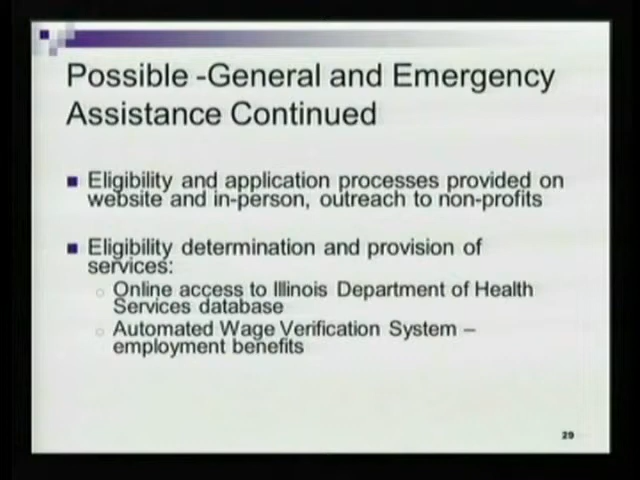 Possible -General and Emergency
Assistance Continued
Eligibility and application processes provided on
website and in-person, outreach to non-profits
Eligibility determination and provision of
services:
Online access to Illinois Department of Health
Services database
Automated Wage Verification System –
employment benefits
29